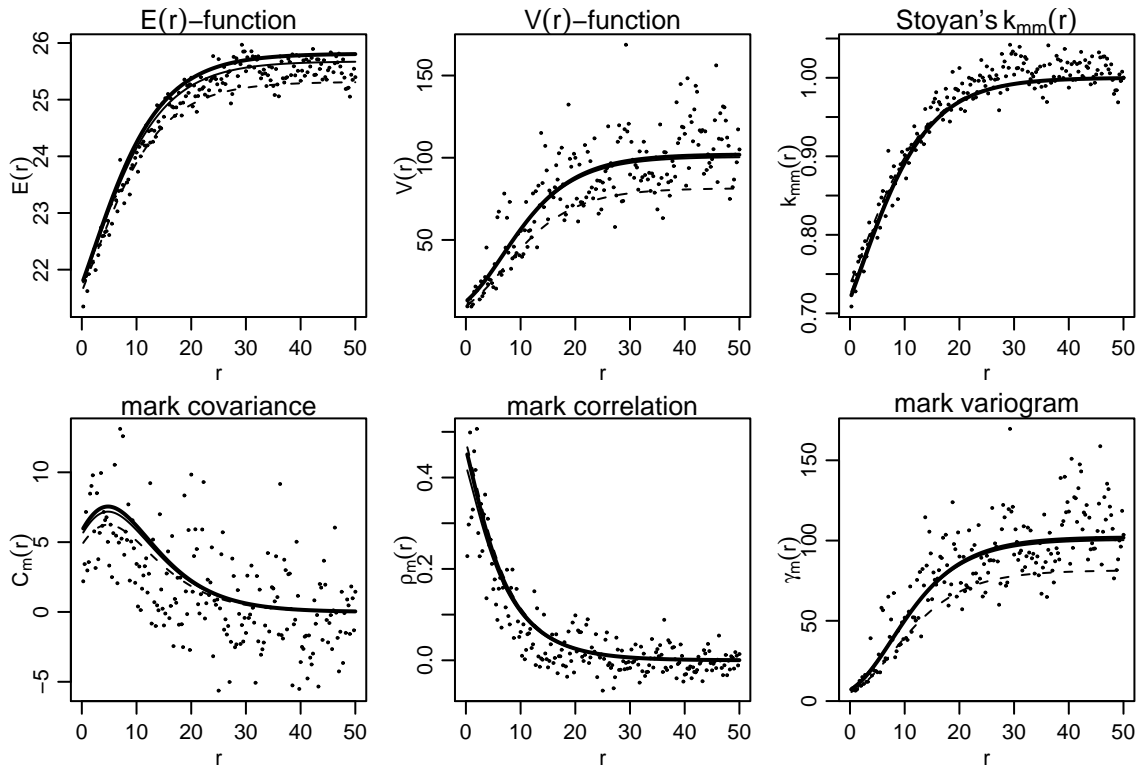 E(r)−function
V(r)−function
Stoyan's kmm(r)
E(r)
26
25
24
23
22
0 10 20 30 40 50
r
V(r)
150
100
50
0 10 20 30 40 50
r
kmm(r)
1.00
0.90
0.80
0.70
0 10 20 30 40 50
r
mark covariance
mark correlation
mark variogram
Cm(r)
10
5
0
−5
0 10 20 30 40 50
r
ρm(r)
0.4
0.2
0.0
0 10 20 30 40 50
r
γm(r)
150
100
50
0
0 10 20 30 40 50
r